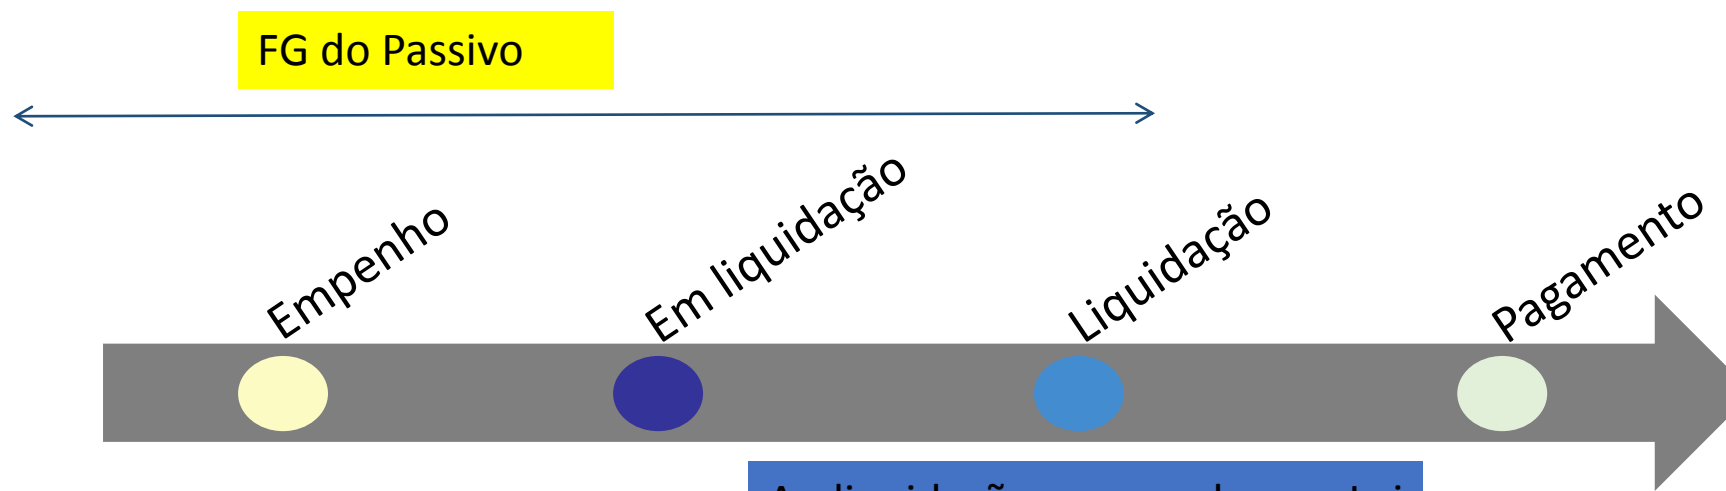 FG do Passivo
Empenho
Em liquidação
Liquidação
Pagamento